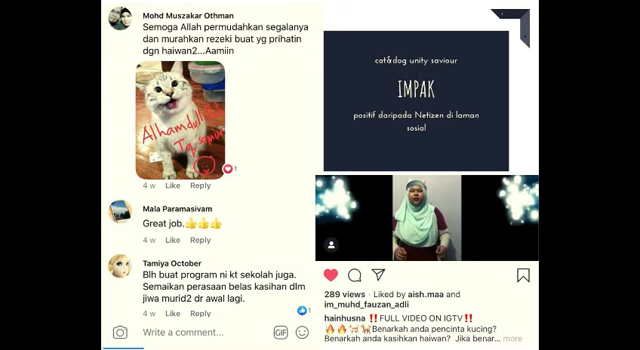 Mohd Muszakar Othman
Semoga Allah permudahkan segalanya
dan murahkan rezeki buat yg prihatin
dgn haiwan2...Aamiin
1
4 w Like Reply
Mala Paramasivam
Great job.👍👍👍
4 w Like Reply
Tamiya October
Blh buat program ni kt sekolah juga.
Semaikan perasaan belas kasihan dlm
jiwa murid2 dr awal lagi.
4 w Like Reply
1
Write a comment...
GIF
cat&dog unity saviour
IMPAK
positif daripada Netizen di laman
sosial
289 views · Liked by aish.maa and
im_muhd_fauzan_adli
hainhusna ‼️FULL VIDEO ON IGTV‼️
Benarkah anda pencinta kucing?
Benarkah anda kasihkan haiwan? Jika benar... more